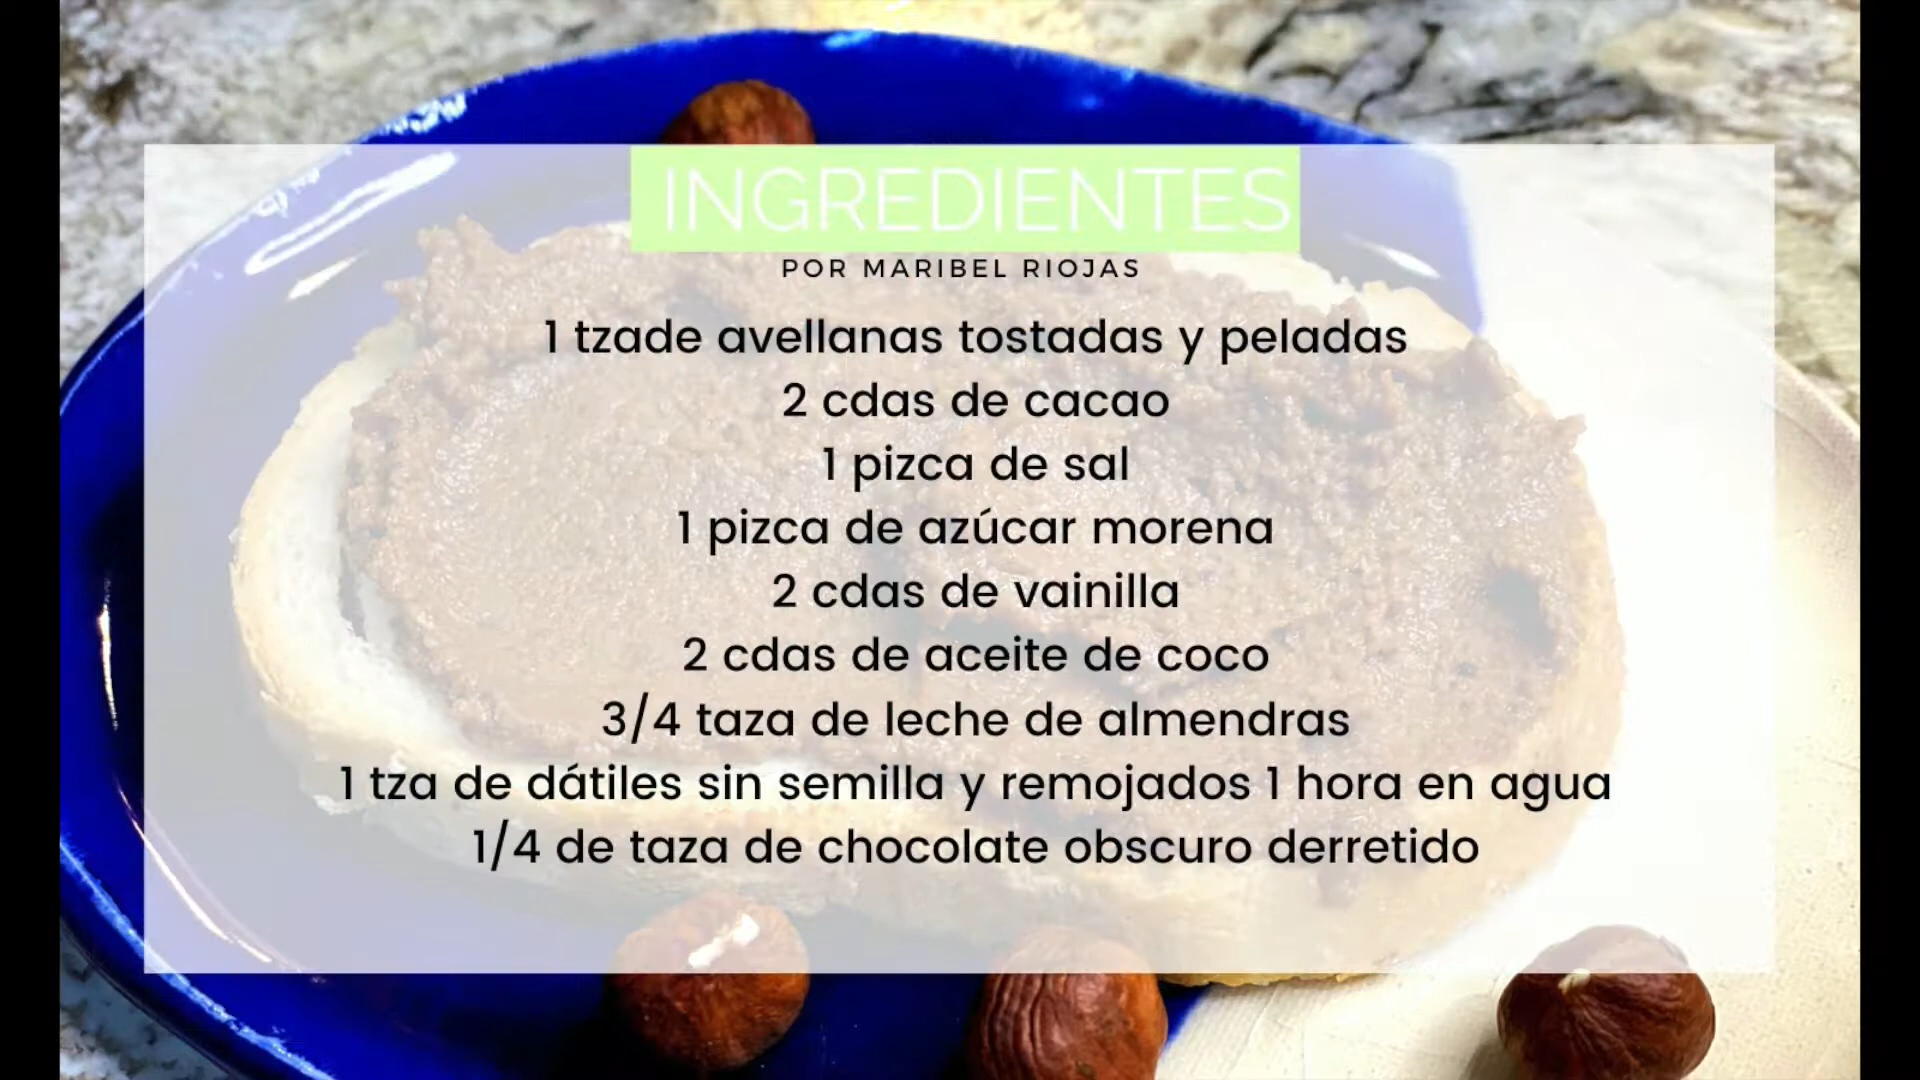 INGREDIENTES
POR MARIBEL RIOJAS
1 tzade avellanas tostadas y peladas
2 cdas de cacao
1 pizca de sal
1 pizca de azúcar morena
2 cdas de vainilla
2 cdas de aceite de coco
3/4 taza de leche de almendras
1 tza de dátiles sin semilla y remojados 1 hora en agua
1/4 de taza de chocolate obscuro derretido